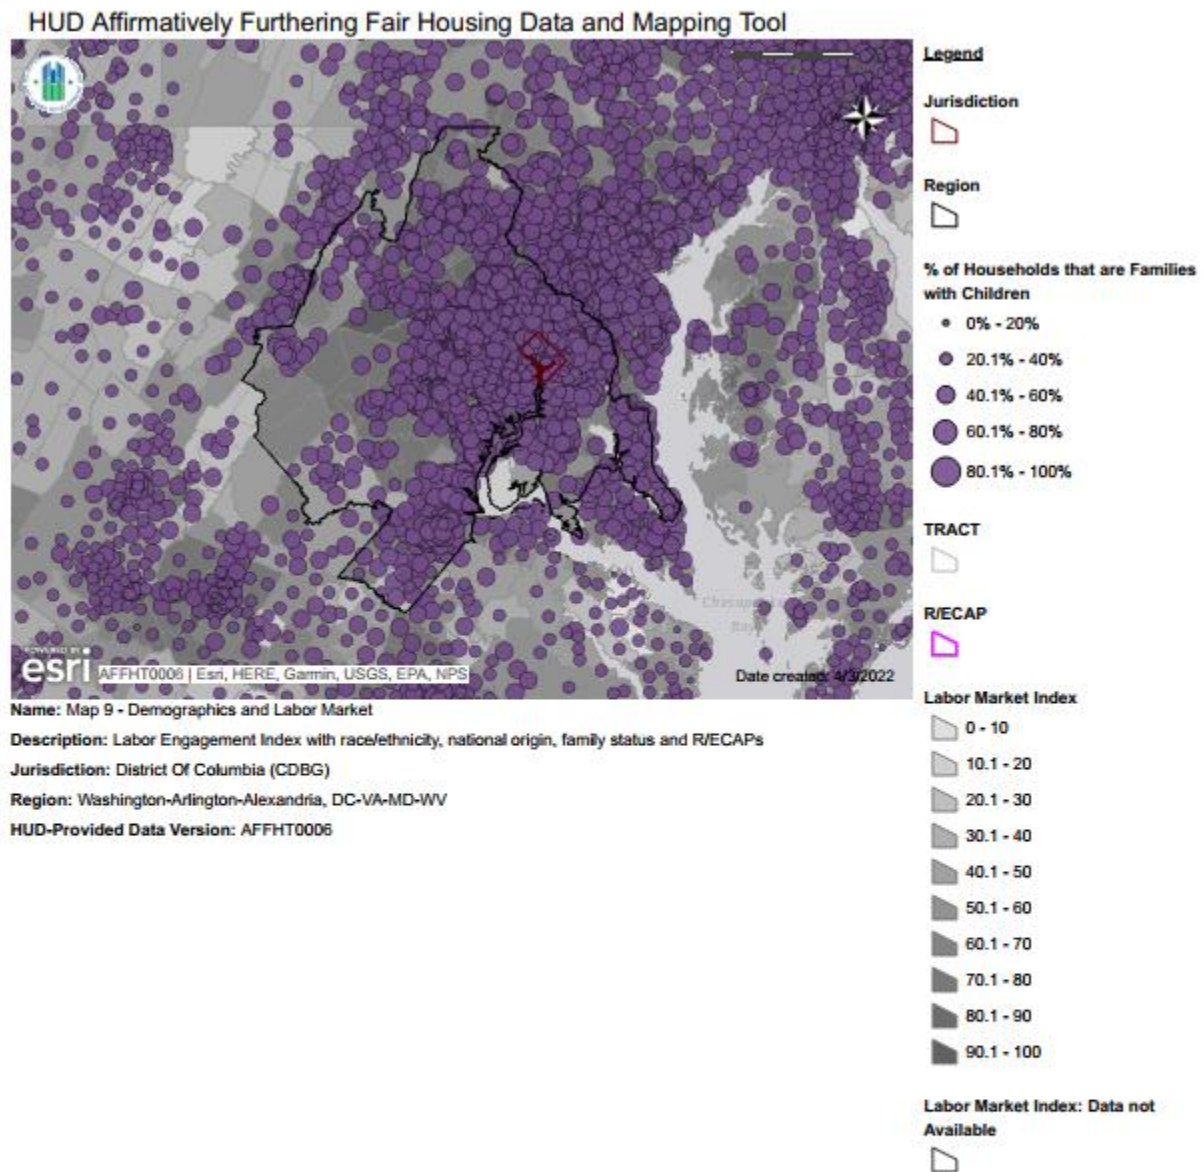 HUD Affirmatively Furthering Fair Housing Data and Mapping Tool
Chesapeake
Bay
POWERED BY
esri
AFFHT0006 | Esri, HERE, Garmin, USGS, EPA, NPS
Date created: 4/3/2022
Name: Map 9 - Demographics and Labor Market
Description: Labor Engagement Index with race/ethnicity, national origin, family status and R/ECAPs
Jurisdiction: District Of Columbia (CDBG)
Region: Washington-Arlington-Alexandria, DC-VA-MD-WV
HUD-Provided Data Version: AFFHT0006
Legend
Jurisdiction
Region
% of Households that are Families
with Children
0% - 20%
20.1% - 40%
40.1% - 60%
60.1% - 80%
80.1% - 100%
TRACT
R/ECAP
Labor Market Index
0 - 10
10.1 - 20
20.1 - 30
30.1 - 40
40.1 - 50
50.1 - 60
60.1 - 70
70.1 - 80
80.1 - 90
90.1 - 100
Labor Market Index: Data not
Available